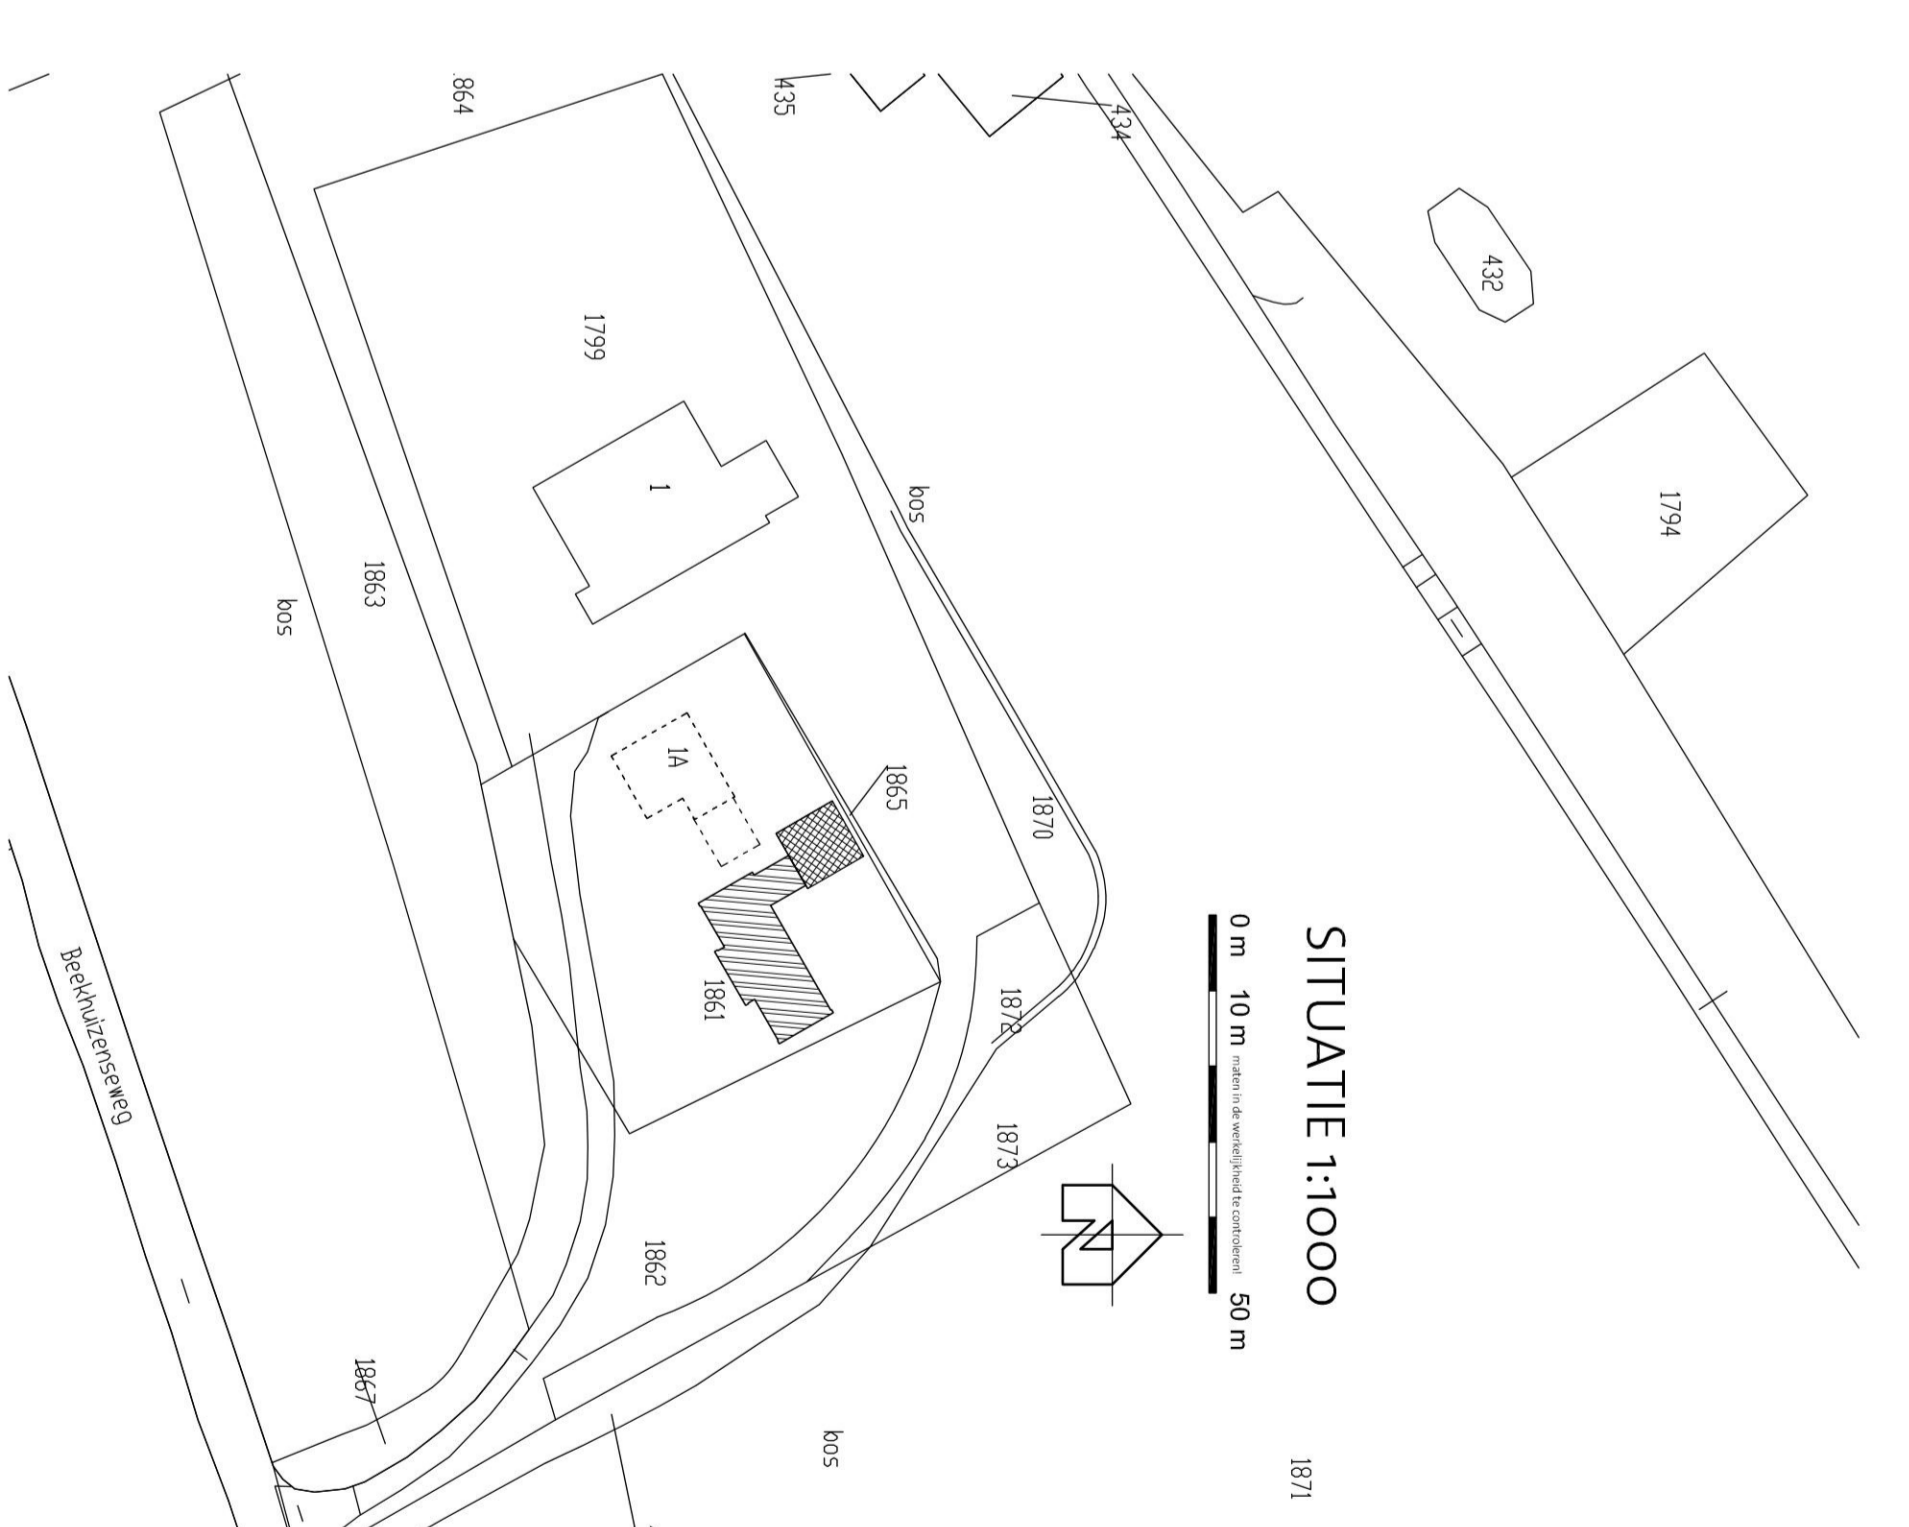 SITUATIE 1:1000
0 m 10 m 50 m
maten in de werkelijkheid te controleren!
N
432
1794
434
435
.864
1799
1
bos
1863
bos
1A
1865
1870
1861
1872
1873
1862
1867
Beekhuizenseweg
bos
1871